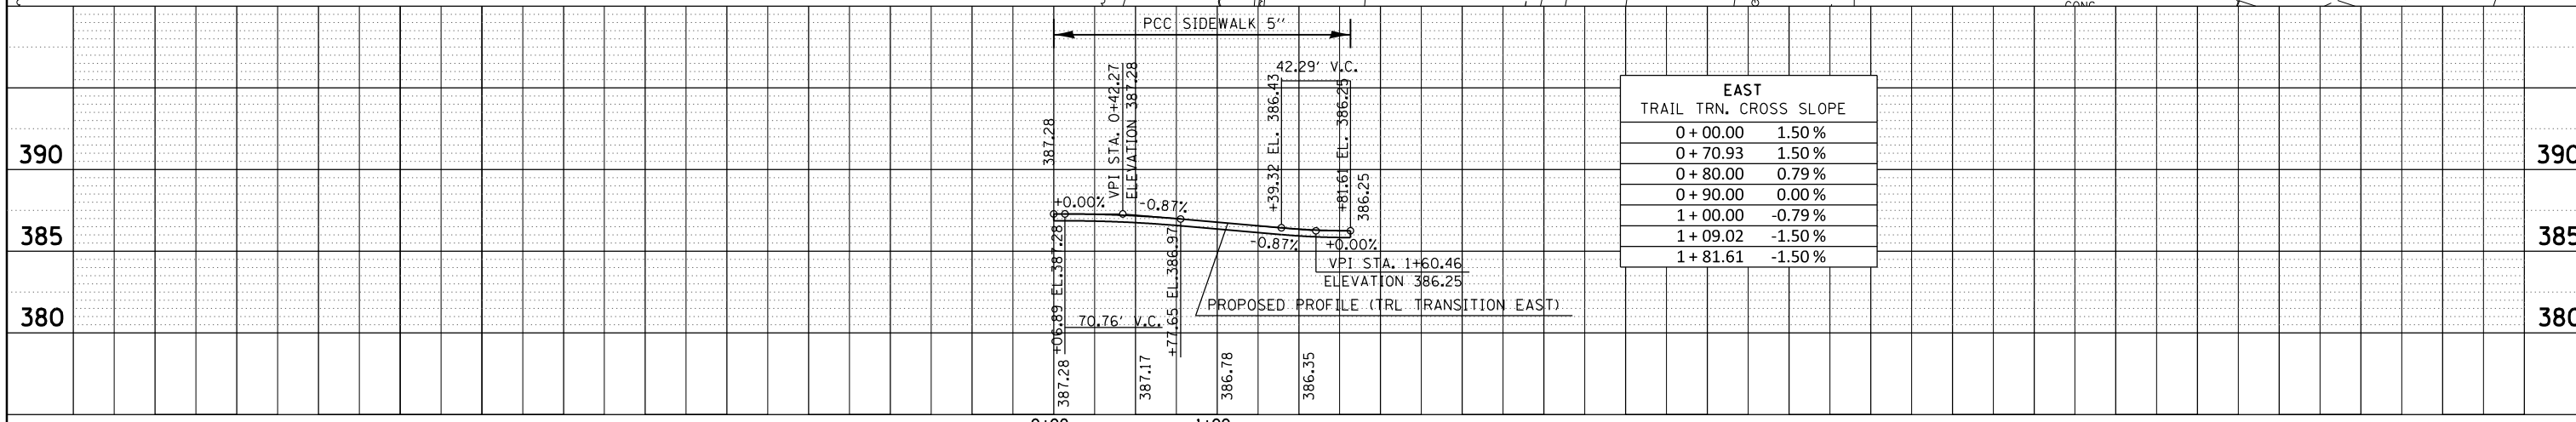 CONC
PCC SIDEWALK 5''
42.29' V.C.
387.28
VPI STA. 0+42.27
ELEVATION 387.28
+39.32 EL. 386.43
+81.61 EL. 386.25
386.25
390
390
+0.00%
-0.87%
385
385
-0.87%
+0.00%
VPI STA. 1+60.46
ELEVATION 386.25
PROPOSED PROFILE (TRL TRANSITION EAST)
+06.89 EL.387.28
+77.65 EL.386.97
70.76' V.C.
380
380
387.28
387.17
386.78
386.35
0+00
1+00
EAST
TRAIL TRN. CROSS SLOPE
0 + 00.00 1.50 %
0 + 70.93 1.50 %
0 + 80.00 0.79 %
0 + 90.00 0.00 %
1 + 00.00 -0.79 %
1 + 09.02 -1.50 %
1 + 81.61 -1.50 %